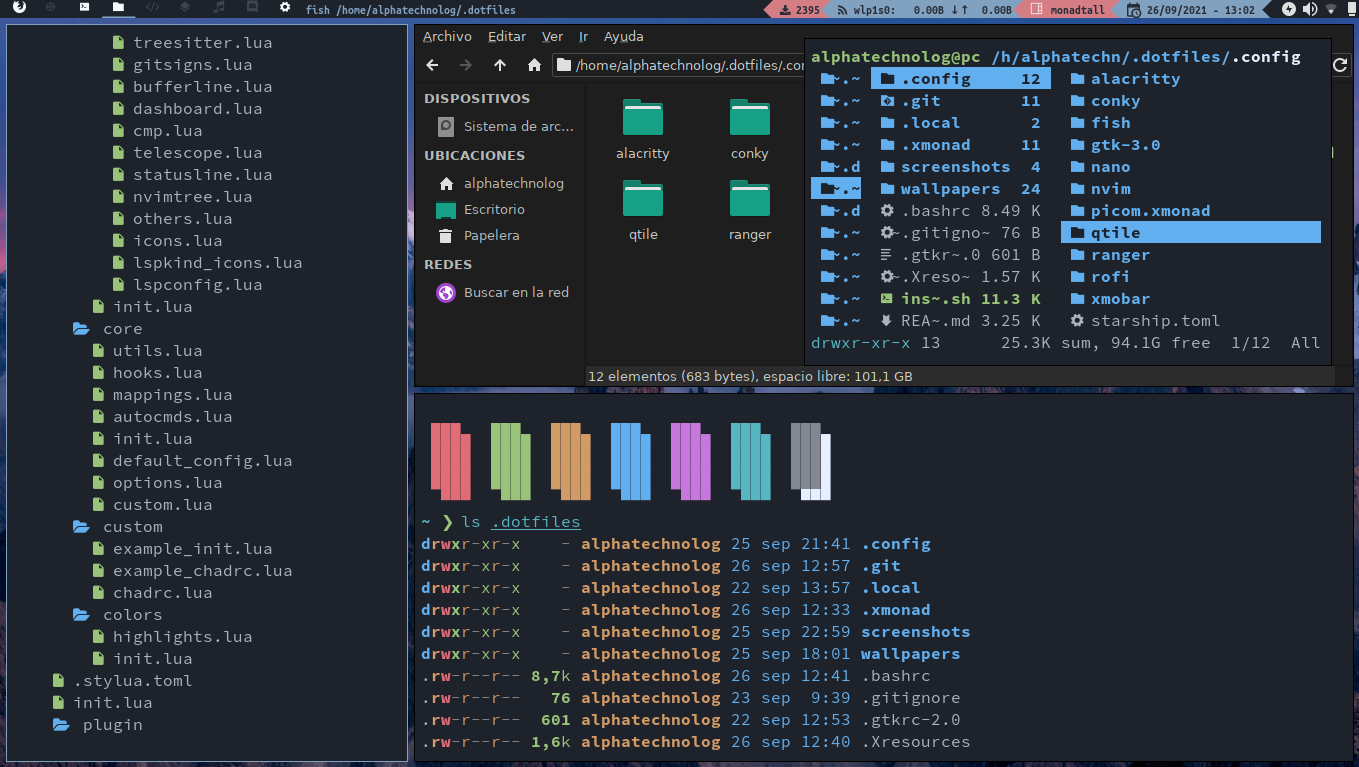 fish /home/alphatechnolog/.dotfiles
2395
wlp1s0: 0.00B ↓↑ 0.00B
monadtall
26/09/2021 - 13:02
treesitter.lua
gitsigns.lua
bufferline.lua
dashboard.lua
cmp.lua
telescope.lua
statusline.lua
nvimtree.lua
others.lua
icons.lua
lspkind_icons.lua
lspconfig.lua
init.lua
core
utils.lua
hooks.lua
mappings.lua
autocmds.lua
init.lua
default_config.lua
options.lua
custom.lua
custom
example_init.lua
example_chadrc.lua
chadrc.lua
colors
highlights.lua
init.lua
.stylua.toml
init.lua
plugin
Archivo Editar Ver Ir Ayuda
/home/alphatechnolog/.dotfiles/.con
DISPOSITIVOS
Sistema de arc...
UBICACIONES
alphatechnolog
Escritorio
Papelera
REDES
Buscar en la red
alacritty conky
qtile ranger
12 elementos (683 bytes), espacio libre: 101,1 GB
alphatechnolog@pc /h/alphatechn/.dotfiles/.config
~.~ .config 12 alacritty
~.~ .git 11 conky
~.~ .local 2 fish
~.~ .xmonad 11 gtk-3.0
~.d screenshots 4 nano
~.~ wallpapers 24 nvim
~.d .bashrc 8.49 K picom.xmonad
~.~ .gitigno~ 76 B qtile
~.~ .gtkr~.0 601 B ranger
~.~ .Xreso~ 1.57 K rofi
~.~ ins~.sh 11.3 K xmobar
~.~ REA~.md 3.25 K starship.toml
drwxr-xr-x 13 25.3K sum, 94.1G free 1/12 All
~ ❯ ls .dotfiles
drwxr-xr-x - alphatechnolog 25 sep 21:41 .config
drwxr-xr-x - alphatechnolog 26 sep 12:57 .git
drwxr-xr-x - alphatechnolog 22 sep 13:57 .local
drwxr-xr-x - alphatechnolog 26 sep 12:33 .xmonad
drwxr-xr-x - alphatechnolog 25 sep 22:59 screenshots
drwxr-xr-x - alphatechnolog 25 sep 18:01 wallpapers
.rw-r--r-- 8,7k alphatechnolog 26 sep 12:41 .bashrc
.rw-r--r-- 76 alphatechnolog 23 sep 9:39 .gitignore
.rw-r--r-- 601 alphatechnolog 22 sep 12:53 .gtkrc-2.0
.rw-r--r-- 1,6k alphatechnolog 26 sep 12:40 .Xresources